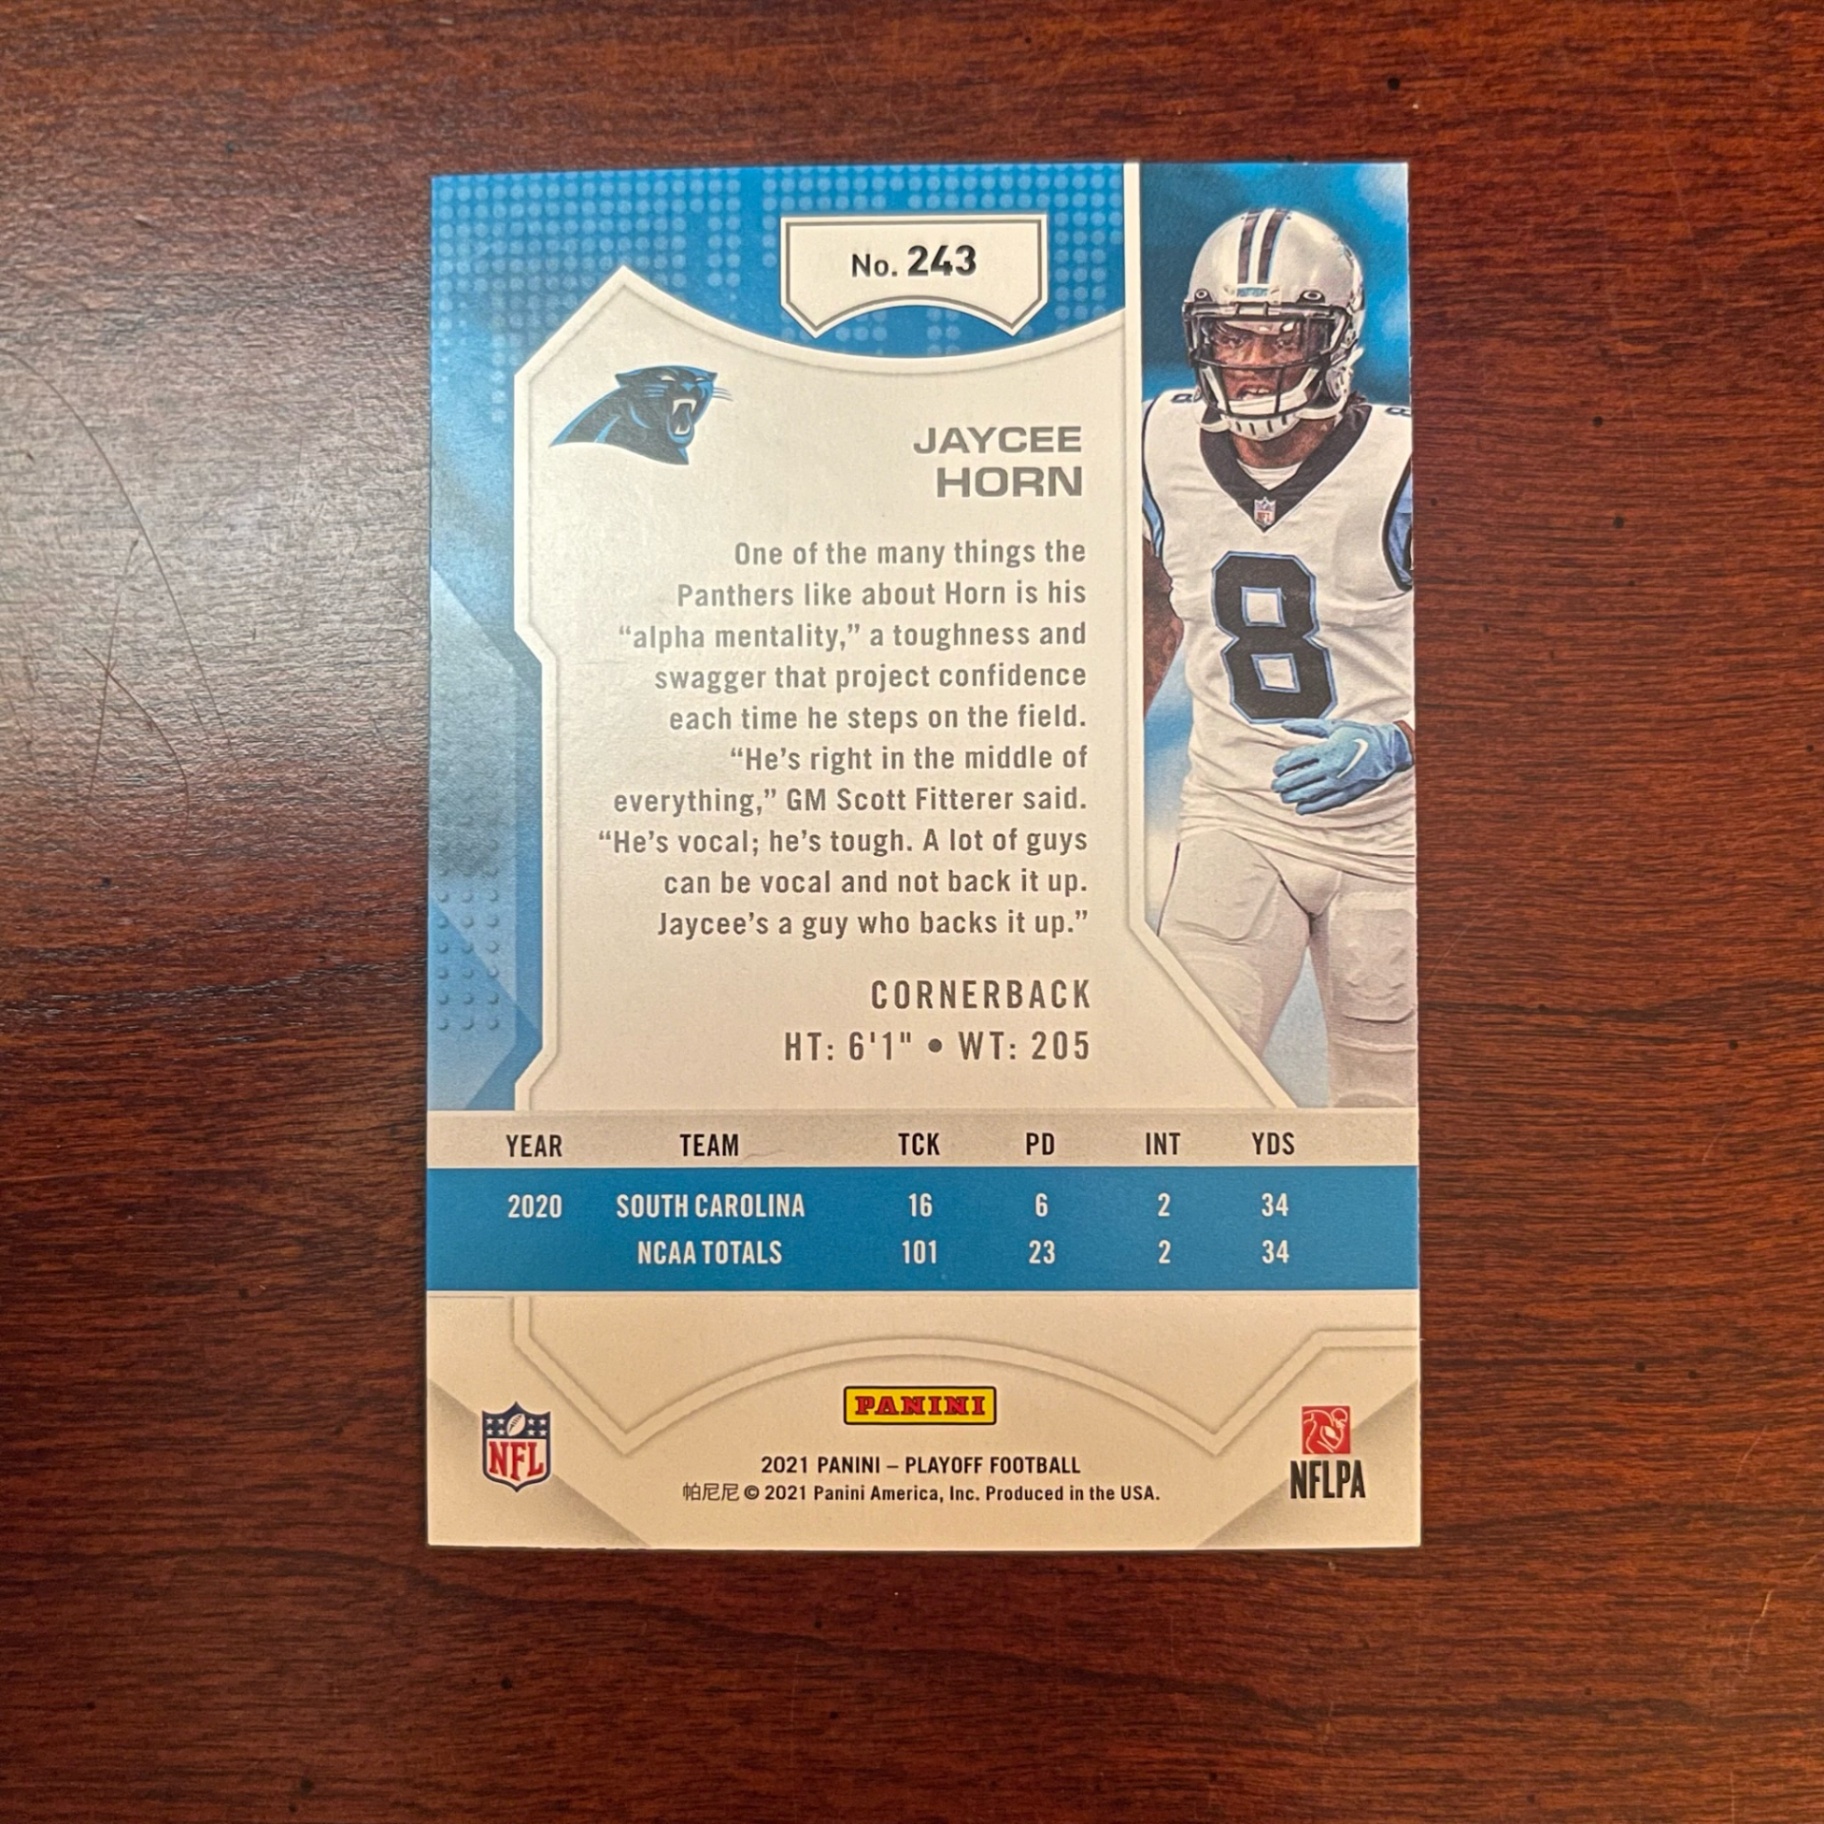 No. 243
JAYCEE
HORN
One of the many things the
Panthers like about Horn is his
“alpha mentality,” a toughness and
swagger that project confidence
each time he steps on the field.
“He’s right in the middle of
everything,” GM Scott Fitterer said.
“He’s vocal; he’s tough. A lot of guys
can be vocal and not back it up.
Jaycee’s a guy who backs it up.”
CORNERBACK
HT: 6'1" • WT: 205
8
8
8
YEAR TEAM TCK PD INT YDS
2020 SOUTH CAROLINA 16 6 2 34
NCAA TOTALS 101 23 2 34
PANINI
NFL
NFLPA
2021 PANINI – PLAYOFF FOOTBALL
帕尼尼 © 2021 Panini America, Inc. Produced in the USA.